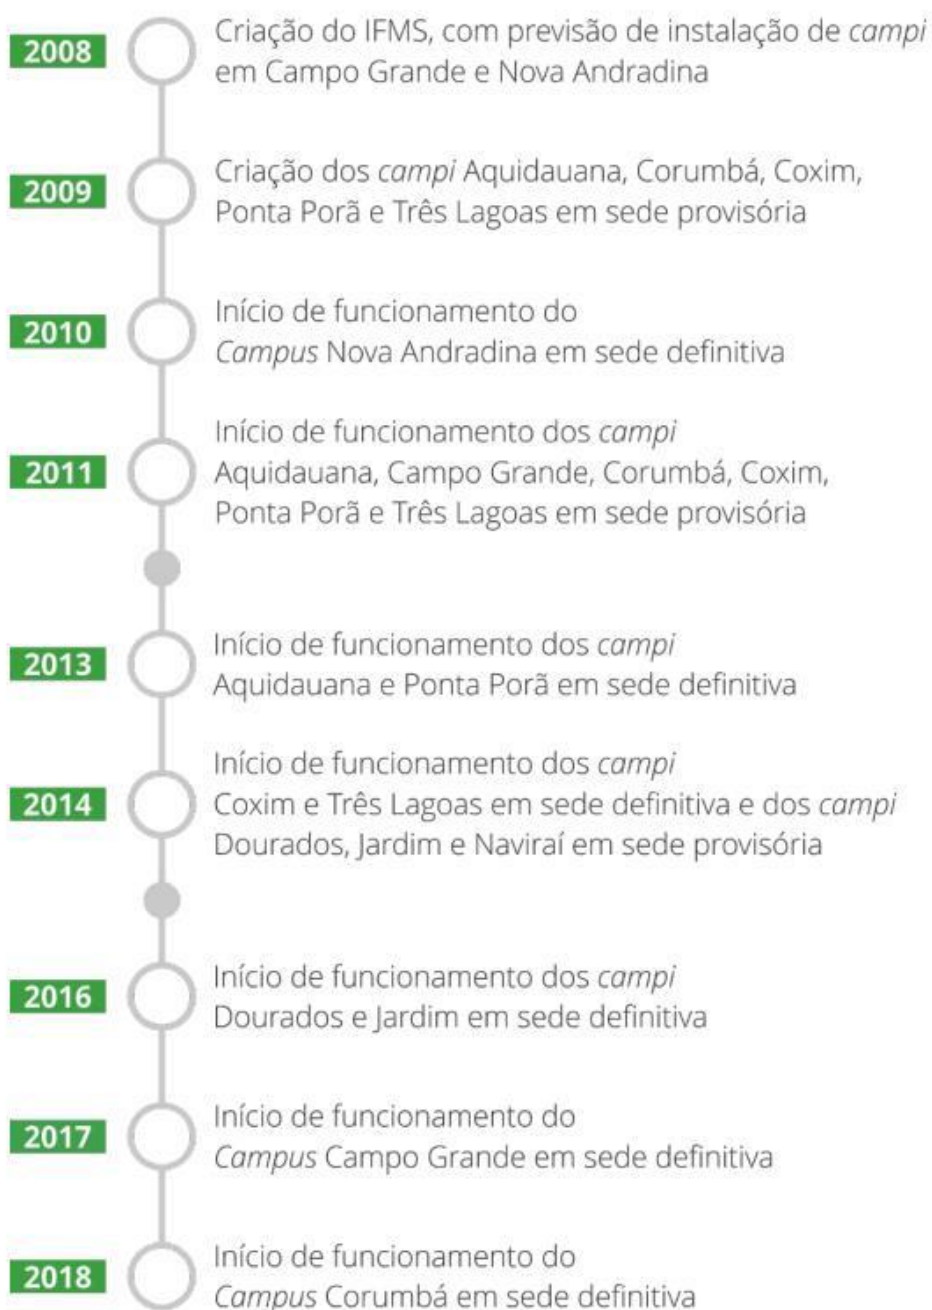 2008
Criação do IFMS, com previsão de instalação de campi
em Campo Grande e Nova Andradina
2009
Criação dos campi Aquidauana, Corumbá, Coxim,
Ponta Porã e Três Lagoas em sede provisória
2010
Início de funcionamento do
Campus Nova Andradina em sede definitiva
2011
Início de funcionamento dos campi
Aquidauana, Campo Grande, Corumbá, Coxim,
Ponta Porã e Três Lagoas em sede provisória
2013
Início de funcionamento dos campi
Aquidauana e Ponta Porã em sede definitiva
2014
Início de funcionamento dos campi
Coxim e Três Lagoas em sede definitiva e dos campi
Dourados, Jardim e Naviraí em sede provisória
2016
Início de funcionamento dos campi
Dourados e Jardim em sede definitiva
2017
Início de funcionamento do
Campus Campo Grande em sede definitiva
2018
Início de funcionamento do
Campus Corumbá em sede definitiva